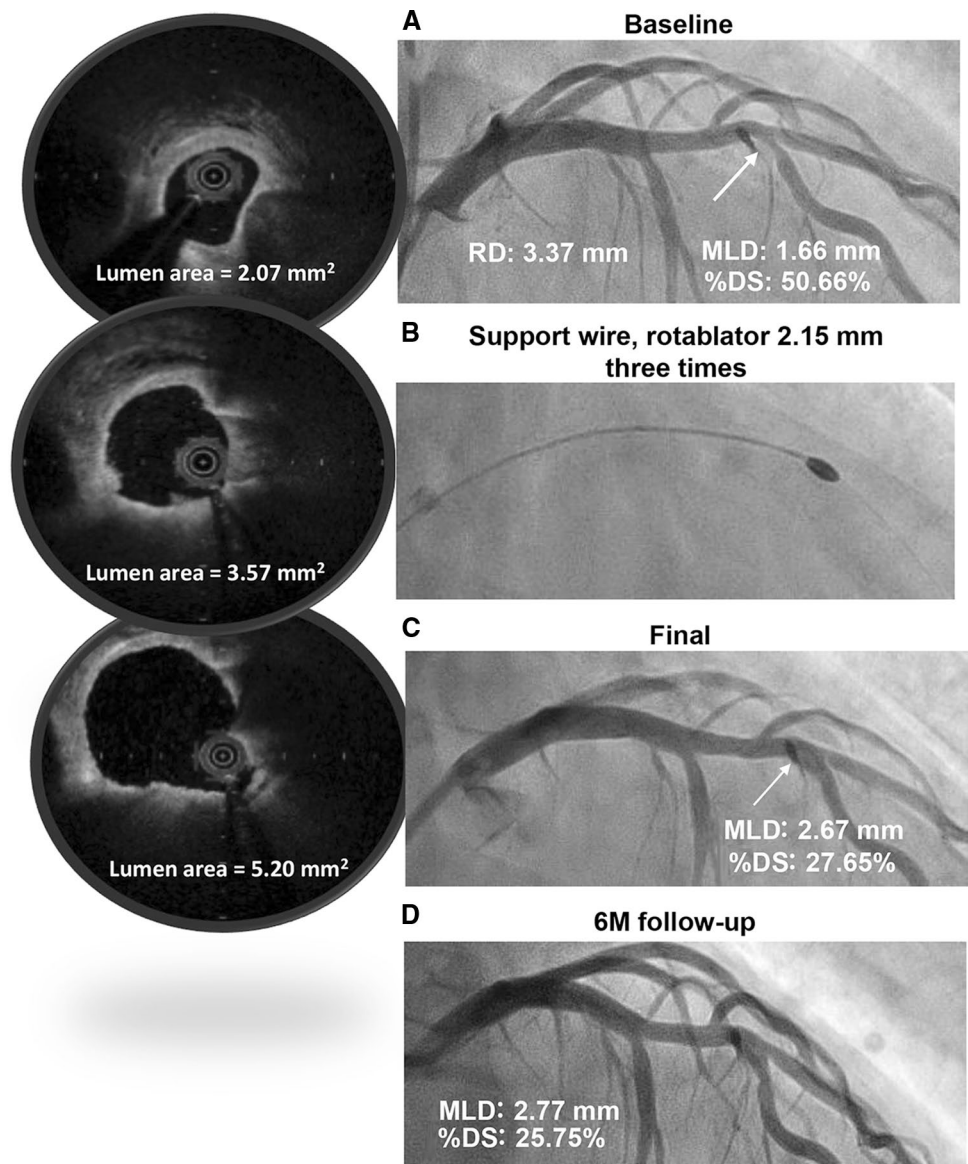 A
Baseline
Lumen area = 2.07 mm²
RD: 3.37 mm
MLD: 1.66 mm
%DS: 50.66%
B
Support wire, rotablator 2.15 mm
three times
Lumen area = 3.57 mm²
C
Final
Lumen area = 5.20 mm²
MLD: 2.67 mm
%DS: 27.65%
D
6M follow-up
MLD: 2.77 mm
%DS: 25.75%